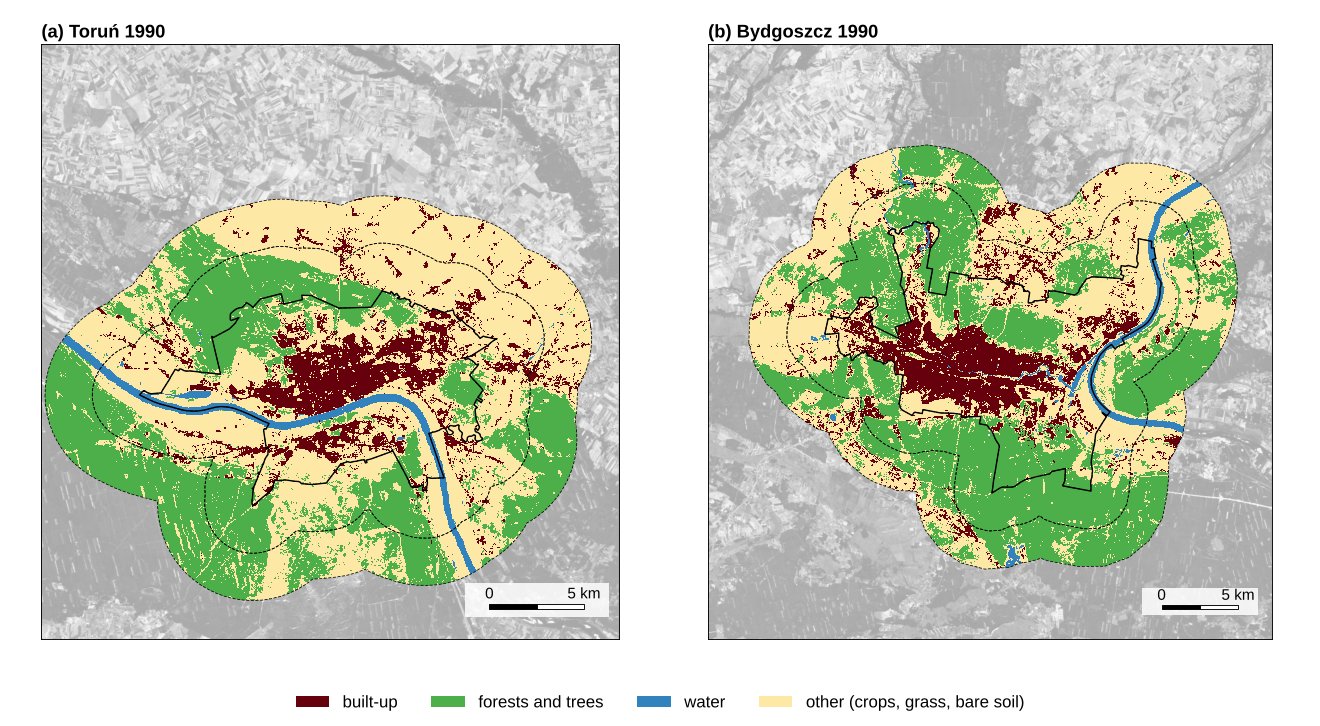 (a) Toruń 1990
(b) Bydgoszcz 1990
0 5 km
0 5 km
built-up forests and trees water other (crops, grass, bare soil)